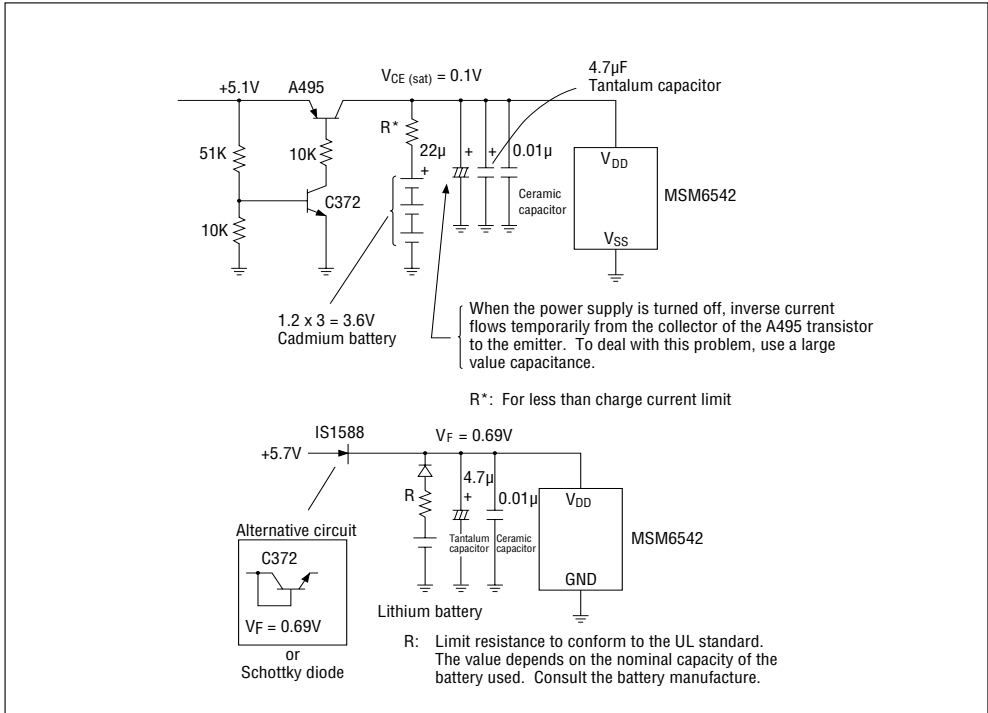 +5.1V A495 VCE (sat) = 0.1V
4.7µF
Tantalum capacitor
R*
51K
10K
22µ + + + 0.01µ
VDD
C372
Ceramic
capacitor
MSM6542
10K
VSS
1.2 x 3 = 3.6V
Cadmium battery
When the power supply is turned off, inverse current
flows temporarily from the collector of the A495 transistor
to the emitter. To deal with this problem, use a large
value capacitance.
R*: For less than charge current limit
IS1588
+5.7V
VF = 0.69V
4.7µ
R + 0.01µ
VDD
Alternative circuit
Tantalum
capacitor
Ceramic
capacitor
MSM6542
C372
GND
VF = 0.69V
Lithium battery
or
Schottky diode
R: Limit resistance to conform to the UL standard.
The value depends on the nominal capacity of the
battery used. Consult the battery manufacture.